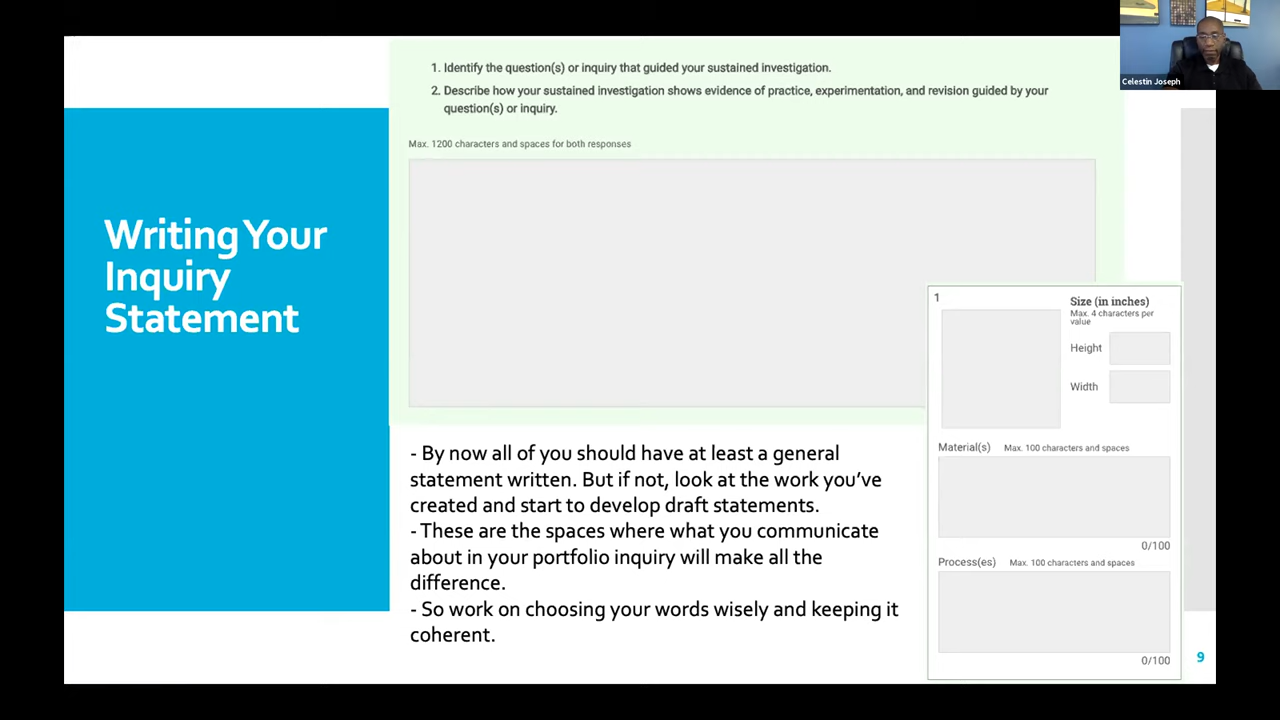 Celestin Joseph
1. Identify the question(s) or inquiry that guided your sustained investigation.
2. Describe how your sustained investigation shows evidence of practice, experimentation, and revision guided by your
question(s) or inquiry.
Max. 1200 characters and spaces for both responses
Writing Your
Inquiry
Statement
1
Size (in inches)
Max. 4 characters per
value
Height
Width
Material(s) Max. 100 characters and spaces
0/100
Process(es) Max. 100 characters and spaces
0/100
- By now all of you should have at least a general
statement written. But if not, look at the work you’ve
created and start to develop draft statements.
- These are the spaces where what you communicate
about in your portfolio inquiry will make all the
difference.
- So work on choosing your words wisely and keeping it
coherent.
9